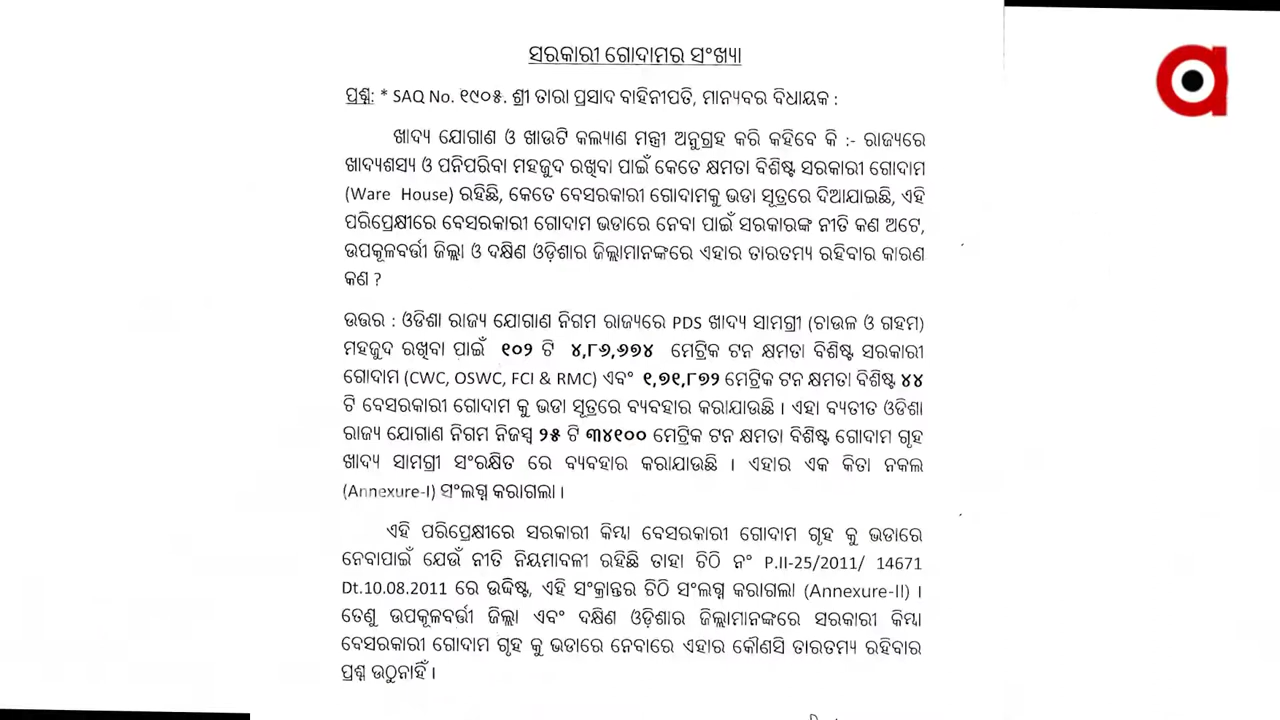 ସରକାରୀ ଗୋଦାମର ସଂଖ୍ୟା
ପ୍ରଶ୍ନ: * SAQ No. ୧୯୦୫. ଶ୍ରୀ ତାରା ପ୍ରସାଦ ବାହିନୀପତି, ମାନ୍ୟବର ବିଧାୟକ :
ଖାଦ୍ୟ ଯୋଗାଣ ଓ ଖାଉଟି କଲ୍ୟାଣ ମନ୍ତ୍ରୀ ଅନୁଗ୍ରହ କରି କହିବେ କି :- ରାଜ୍ୟରେ
ଖାଦ୍ୟଶସ୍ୟ ଓ ପନିପରିବା ମହଜୁଦ ରଖିବା ପାଇଁ କେତେ କ୍ଷମତା ବିଶିଷ୍ଟ ସରକାରୀ ଗୋଦାମ
(Ware House) ରହିଛି, କେତେ ବେସରକାରୀ ଗୋଦାମକୁ ଭଡା ସୂତ୍ରରେ ଦିଆଯାଇଛି, ଏହି
ପରିପ୍ରେକ୍ଷୀରେ ବେସରକାରୀ ଗୋଦାମ ଭଡାରେ ନେବା ପାଇଁ ସରକାରଙ୍କ ନୀତି କଣ ଅଟେ,
ଉପକୂଳବର୍ତ୍ତୀ ଜିଲ୍ଲା ଓ ଦକ୍ଷିଣ ଓଡ଼ିଶାର ଜିଲ୍ଲାମାନଙ୍କରେ ଏହାର ତାରତମ୍ୟ ରହିବାର କାରଣ
କଣ ?
ଉତ୍ତର : ଓଡିଶା ରାଜ୍ୟ ଯୋଗାଣ ନିଗମ ରାଜ୍ୟରେ PDS ଖାଦ୍ୟ ସାମଗ୍ରୀ (ଚାଉଳ ଓ ଗହମ)
ମହଜୁଦ ରଖିବା ପାଇଁ ୧୦୨ ଟି ୪,୮୬,୬୭୪ ମେଟ୍ରିକ ଟନ କ୍ଷମତା ବିଶିଷ୍ଟ ସରକାରୀ
ଗୋଦାମ (CWC, OSWC, FCI & RMC) ଏବଂ ୧,୭୧,୮୭୨ ମେଟ୍ରିକ ଟନ କ୍ଷମତା ବିଶିଷ୍ଟ ୪୪
ଟି ବେସରକାରୀ ଗୋଦାମ କୁ ଭଡା ସୂତ୍ରରେ ବ୍ୟବହାର କରାଯାଉଛି । ଏହା ବ୍ୟତୀତ ଓଡିଶା
ରାଜ୍ୟ ଯୋଗାଣ ନିଗମ ନିଜସ୍ୱ ୨୫ ଟି ୩୪୧୦୦ ମେଟ୍ରିକ ଟନ କ୍ଷମତା ବିଶିଷ୍ଟ ଗୋଦାମ ଗୃହ
ଖାଦ୍ୟ ସାମଗ୍ରୀ ସଂରକ୍ଷିତ ରେ ବ୍ୟବହାର କରାଯାଉଛି । ଏହାର ଏକ କିତା ନକଲ
(Annexure-I) ସଂଲଗ୍ନ କରାଗଲା ।
ଏହି ପରିପ୍ରେକ୍ଷୀରେ ସରକାରୀ କିମ୍ବା ବେସରକାରୀ ଗୋଦାମ ଗୃହ କୁ ଭଡାରେ
ନେବାପାଇଁ ଯେଉଁ ନୀତି ନିୟମାବଳୀ ରହିଛି ତାହା ଚିଠି ନଂ P.II-25/2011/ 14671
Dt.10.08.2011 ରେ ଉଦ୍ଦିଷ୍ଟ, ଏହି ସଂକ୍ରାନ୍ତର ଚିଠି ସଂଲଗ୍ନ କରାଗଲା (Annexure-II) ।
ତେଣୁ ଉପକୂଳବର୍ତ୍ତୀ ଜିଲ୍ଲା ଏବଂ ଦକ୍ଷିଣ ଓଡ଼ିଶାର ଜିଲ୍ଲାମାନଙ୍କରେ ସରକାରୀ କିମ୍ବା
ବେସରକାରୀ ଗୋଦାମ ଗୃହ କୁ ଭଡାରେ ନେବାରେ ଏହାର କୌଣସି ତାରତମ୍ୟ ରହିବାର
ପ୍ରଶ୍ନ ଉଠୁନାହିଁ ।